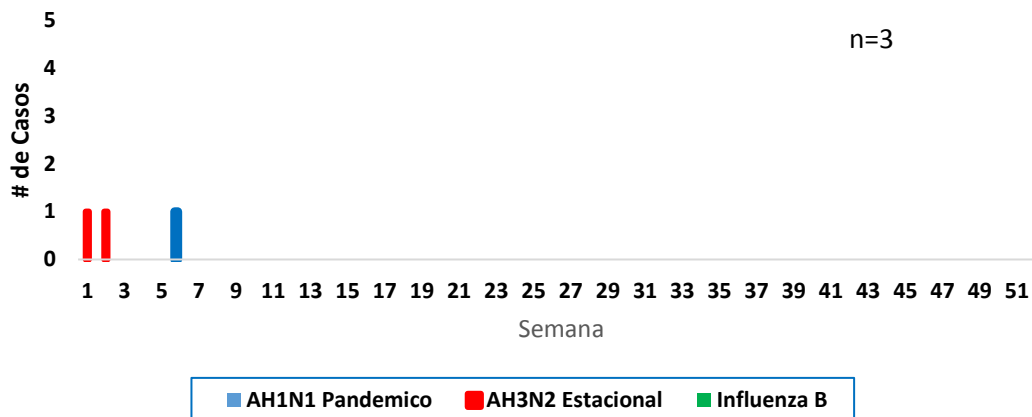 5
n=3
4
3
2
1
0
# de Casos
1 3 5 7 9 11 13 15 17 19 21 23 25 27 29 31 33 35 37 39 41 43 45 47 49 51
Semana
AH1N1 Pandemico AH3N2 Estacional Influenza B